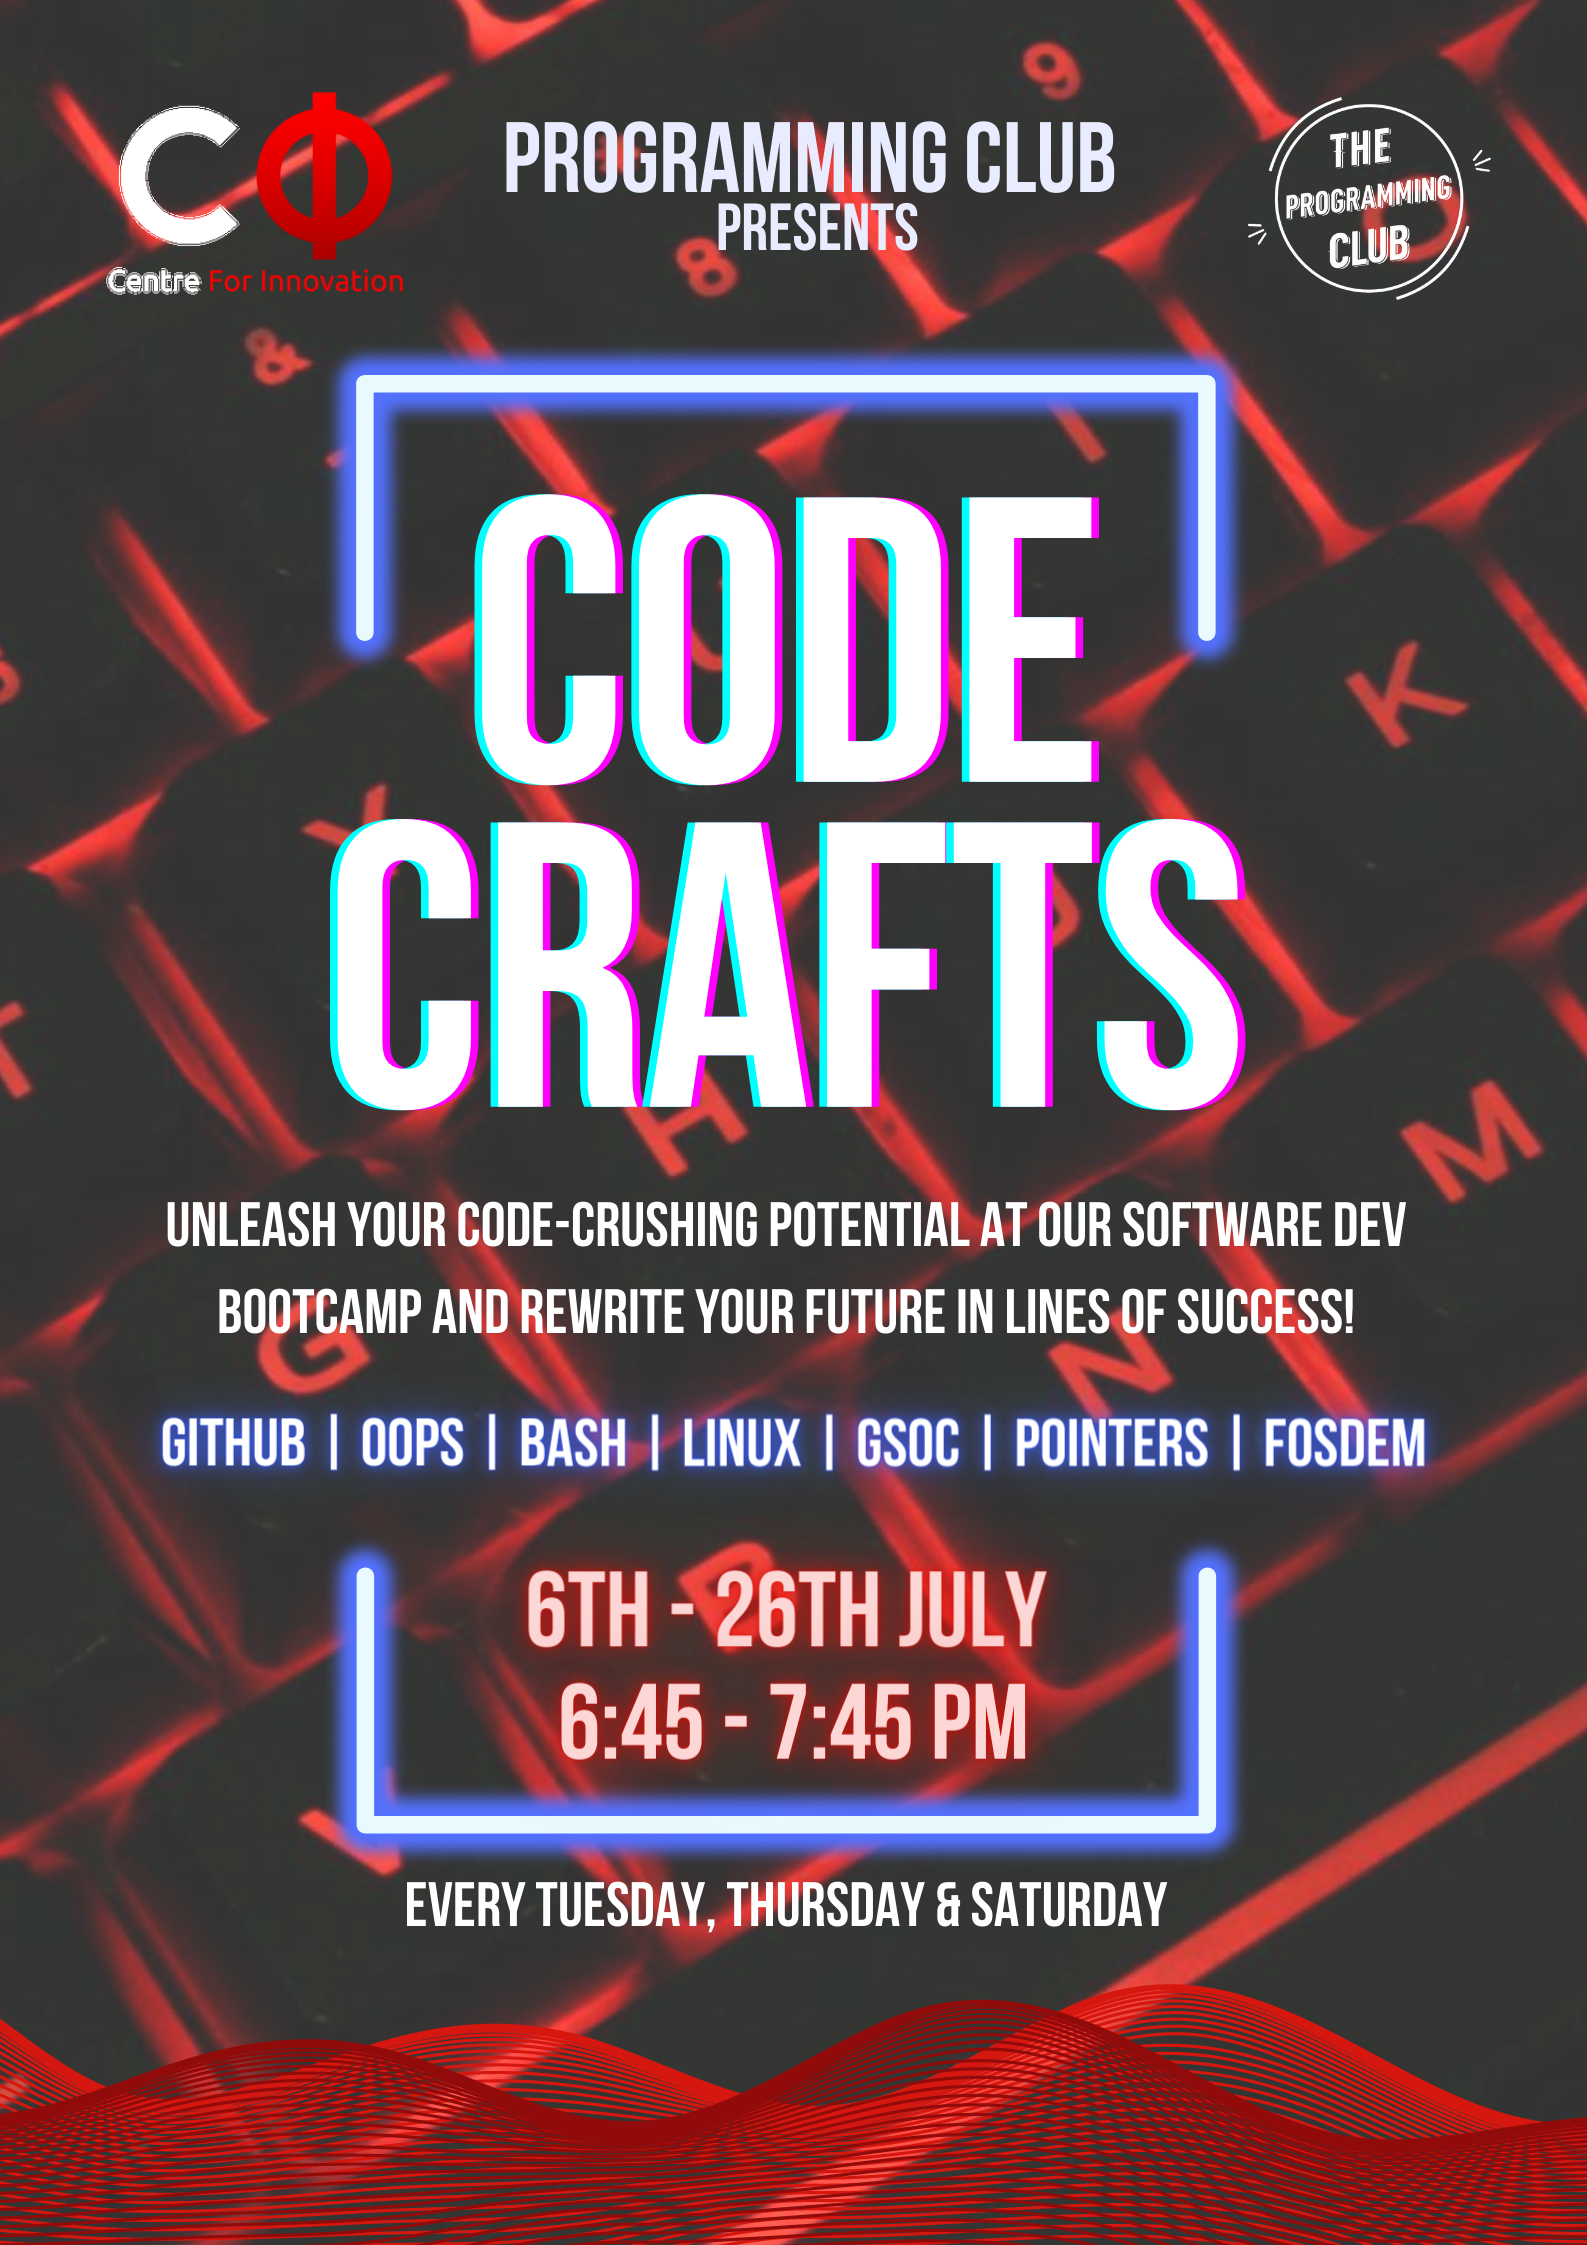 PROGRAMMING CLUB
PRESENTS
Centre For Innovation
THE
PROGRAMMING
CLUB
CODE
CRAFTS
UNLEASH YOUR CODE-CRUSHING POTENTIAL AT OUR SOFTWARE DEV
BOOTCAMP AND REWRITE YOUR FUTURE IN LINES OF SUCCESS!
GITHUB | OOPS | BASH | LINUX | GSOC | POINTERS | FOSDEM
6TH - 26TH JULY
6:45 - 7:45 PM
EVERY TUESDAY, THURSDAY & SATURDAY